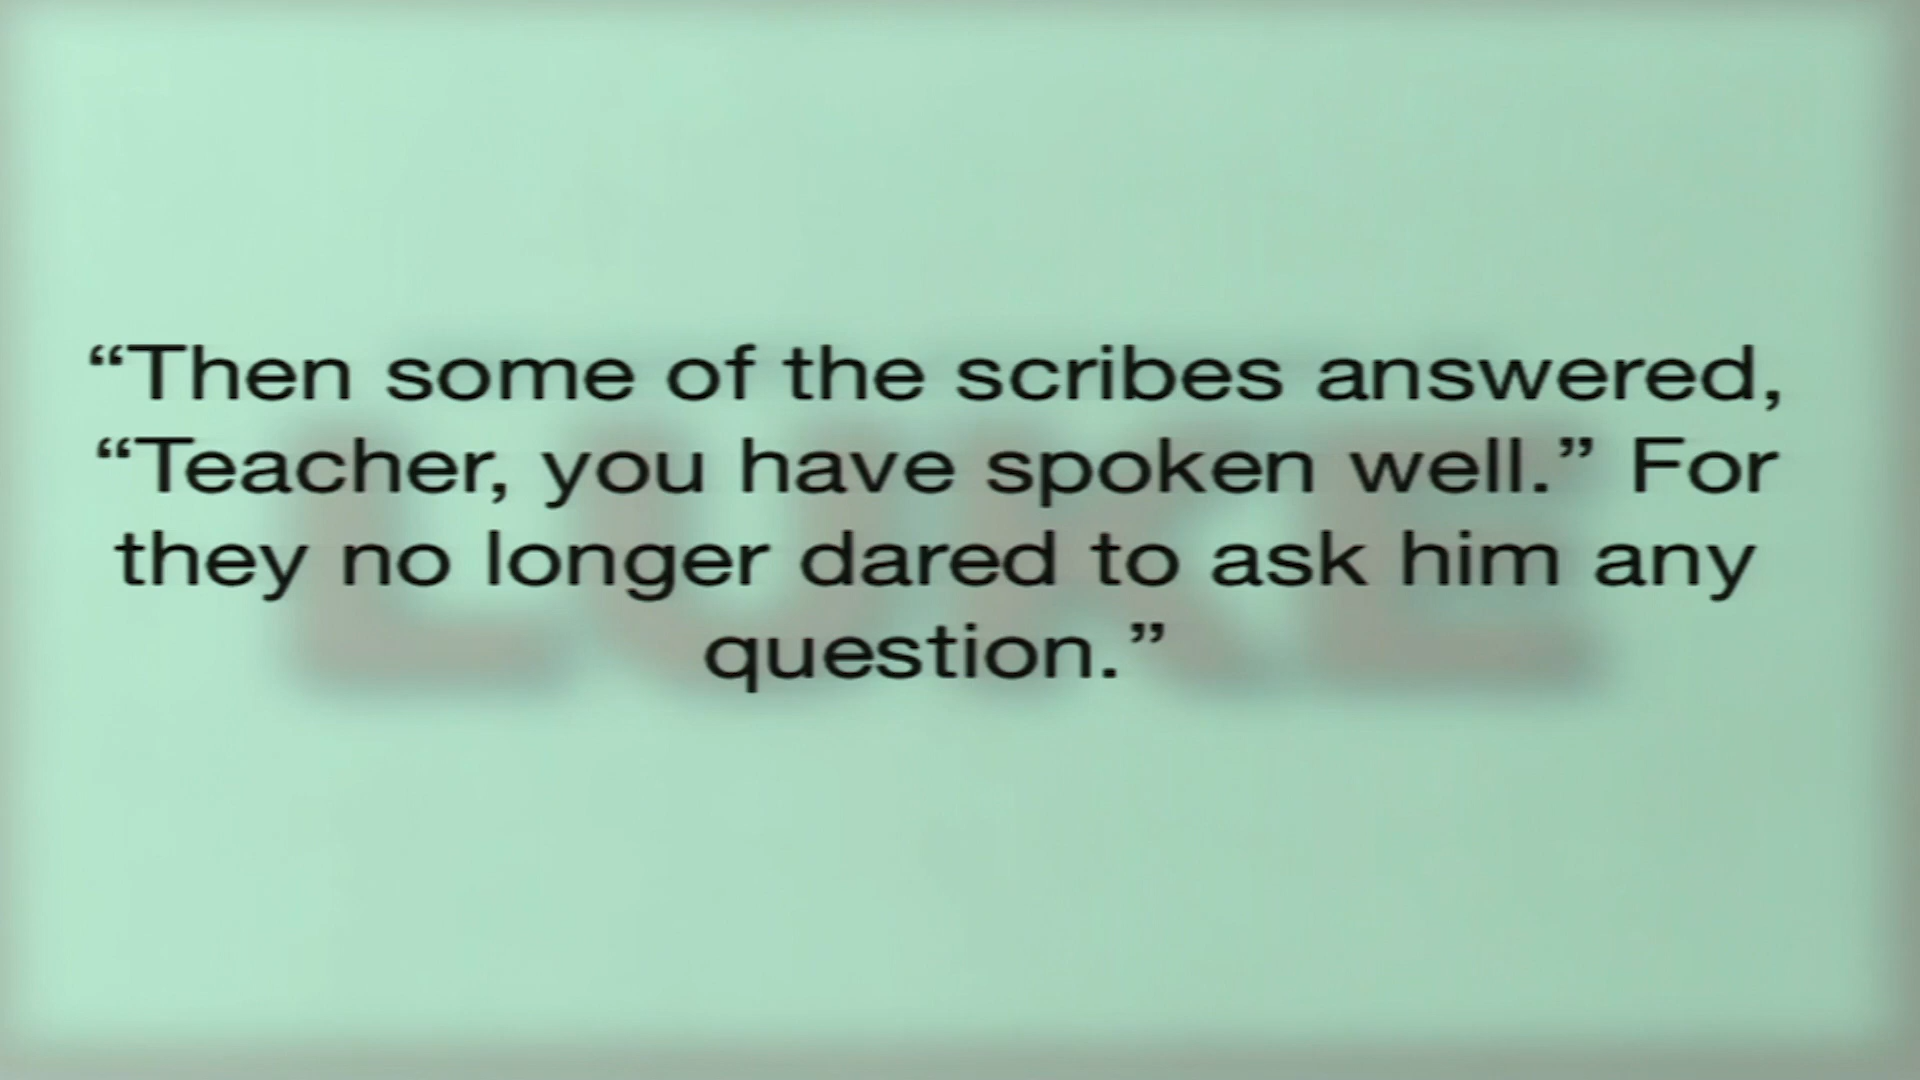 LUKE
“Then some of the scribes answered,
“Teacher, you have spoken well.” For
they no longer dared to ask him any
question.”